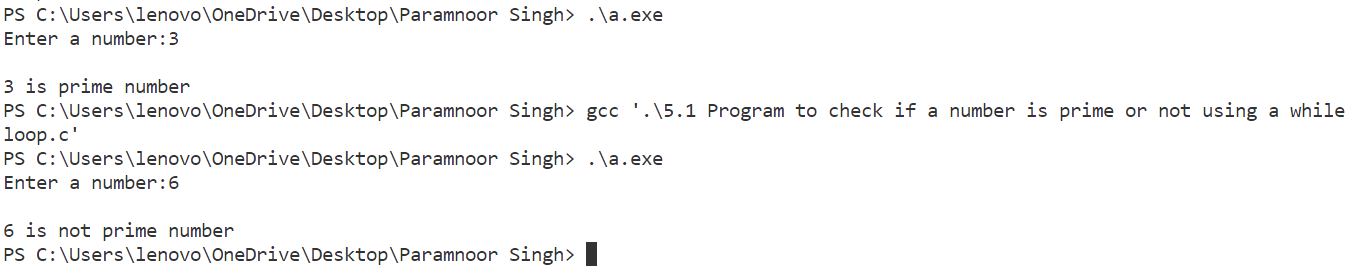 PS C:\Users\lenovo\OneDrive\Desktop\Paramnoor Singh> .\a.exe
Enter a number:3
3 is prime number
PS C:\Users\lenovo\OneDrive\Desktop\Paramnoor Singh> gcc '.\5.1 Program to check if a number is prime or not using a while
loop.c'
PS C:\Users\lenovo\OneDrive\Desktop\Paramnoor Singh> .\a.exe
Enter a number:6
6 is not prime number
PS C:\Users\lenovo\OneDrive\Desktop\Paramnoor Singh>